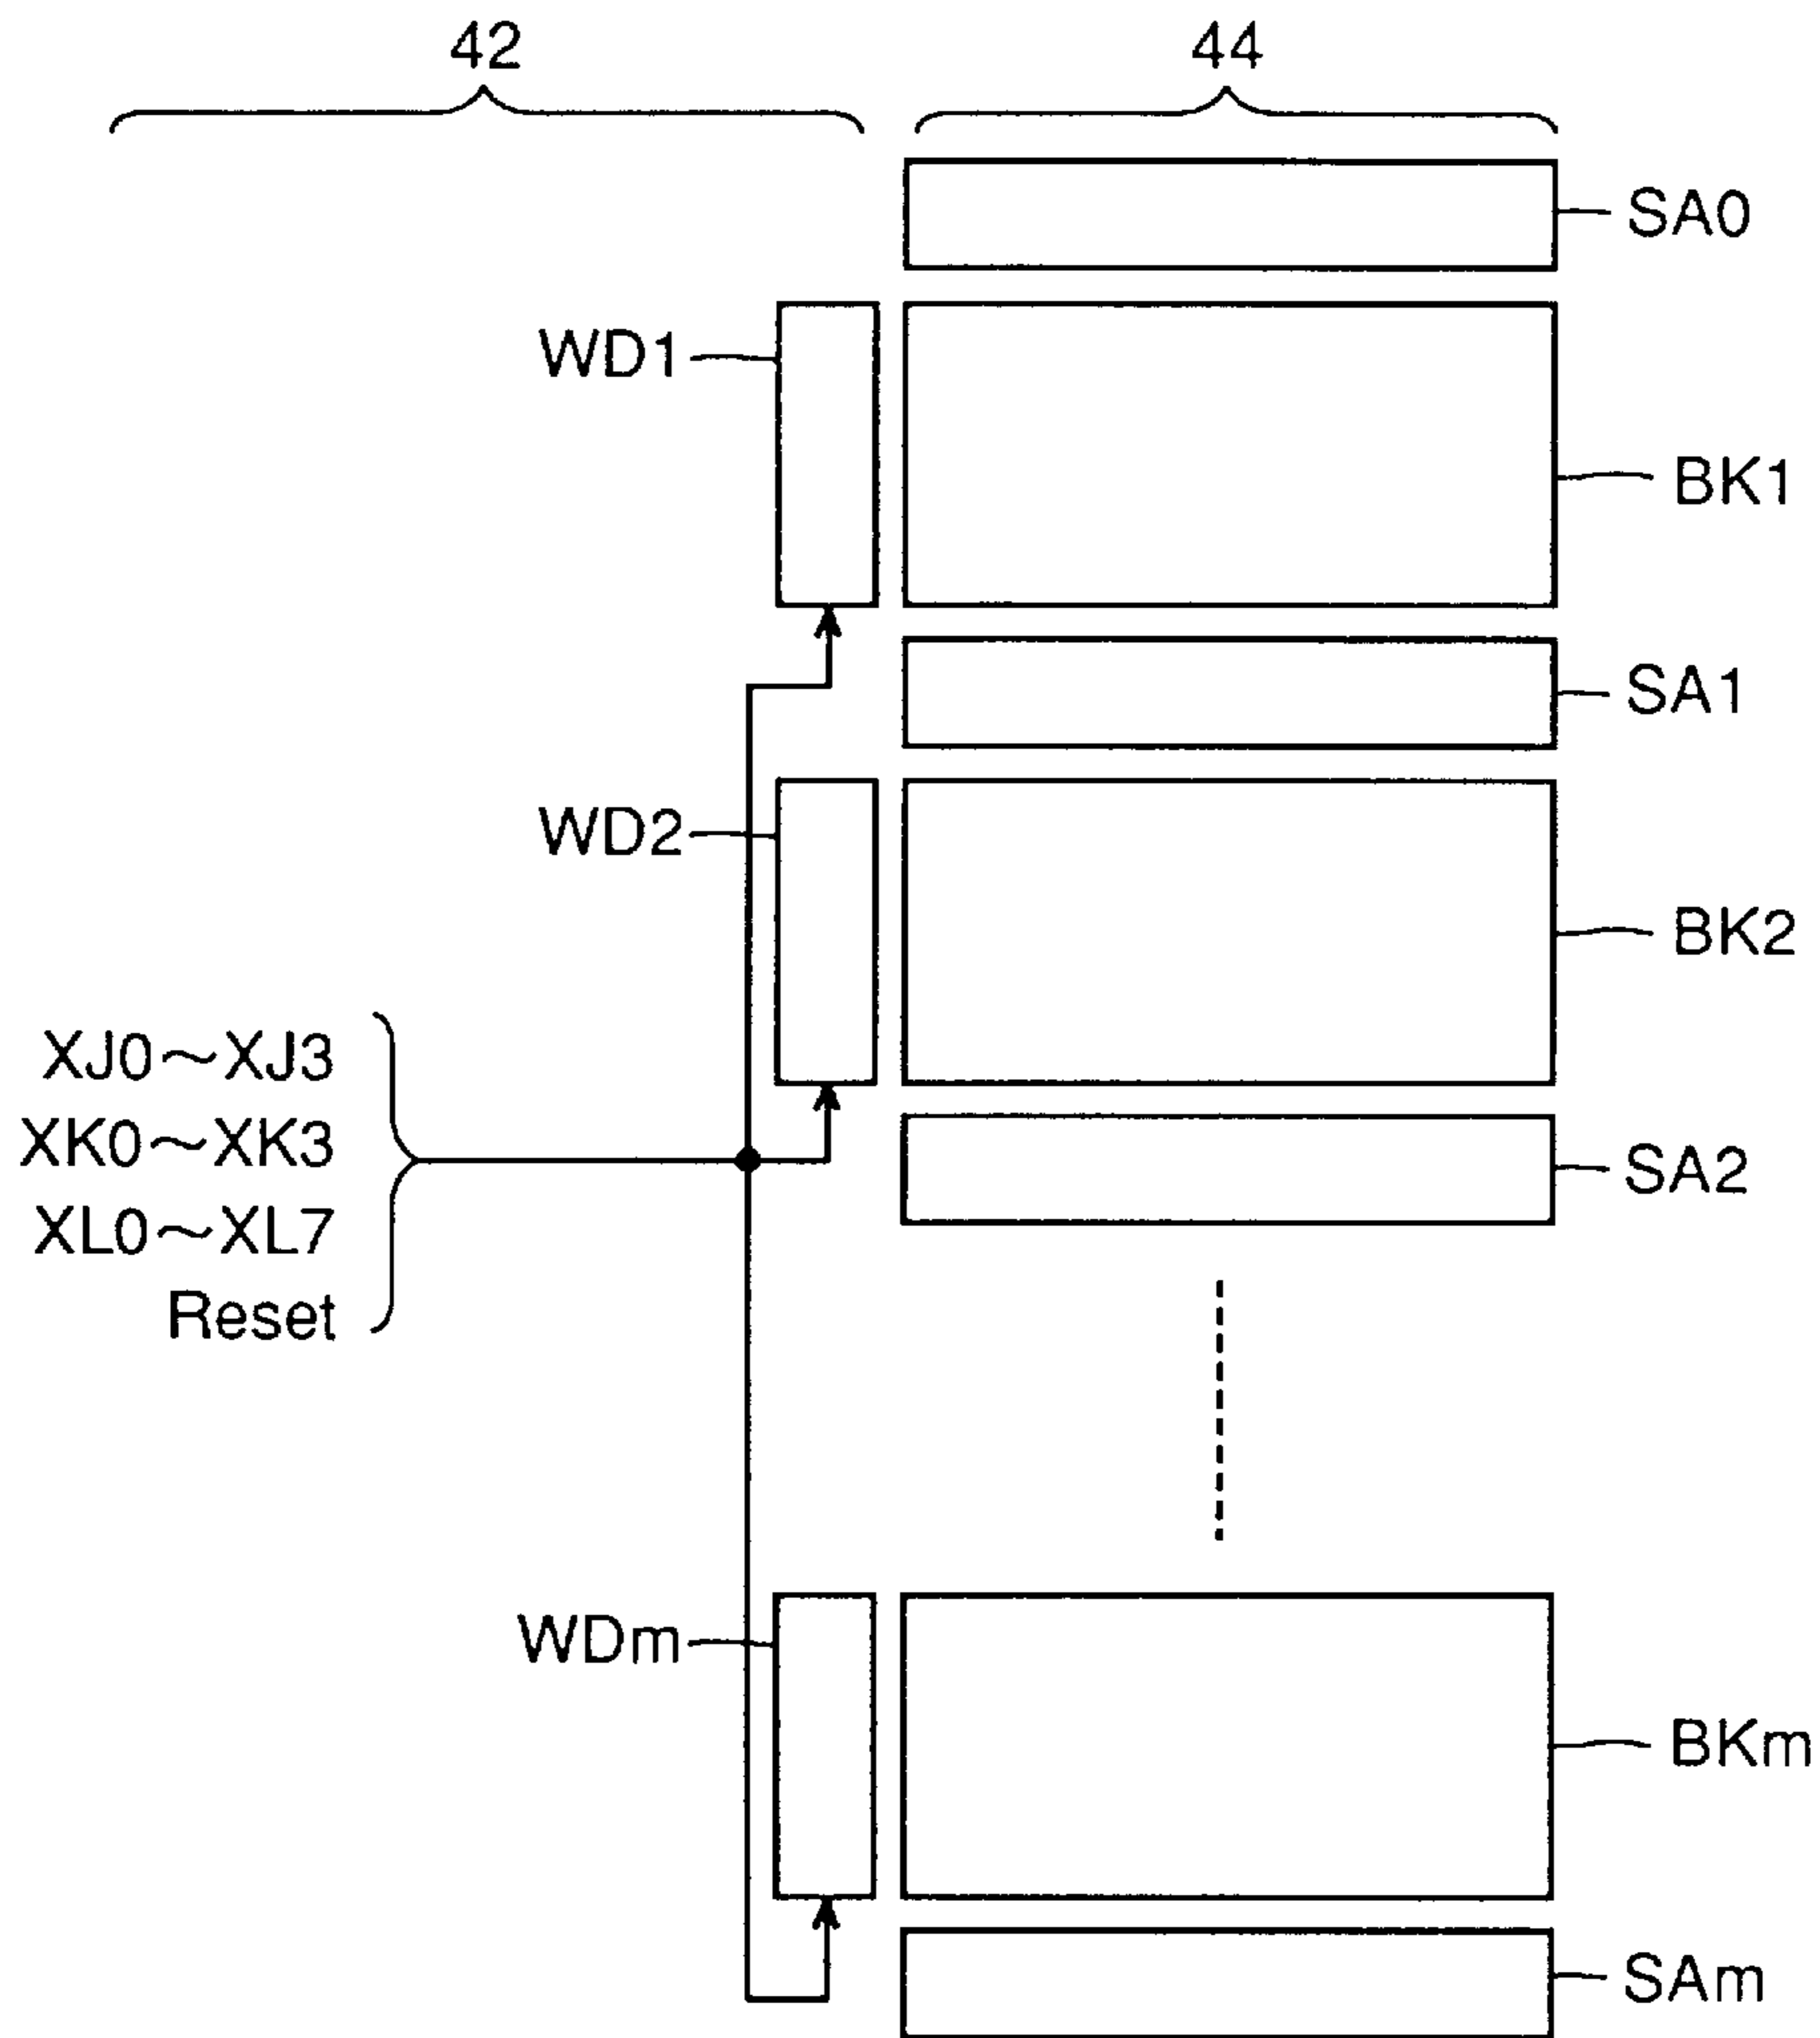 42
44
SA0
WD1
BK1
SA1
WD2
BK2
XJ0～XJ3
XK0～XK3
XL0～XL7
Reset
SA2
WDm
BKm
SAm